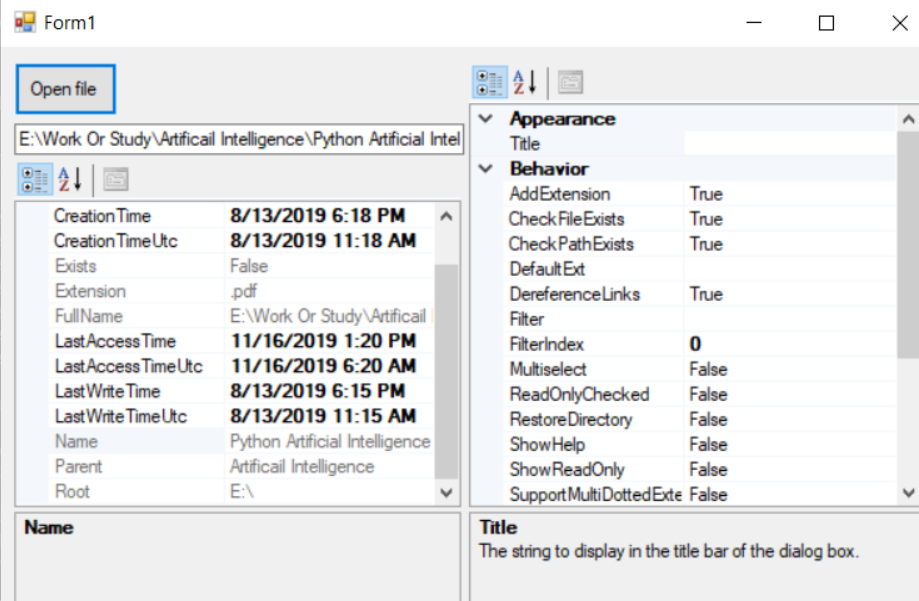 Form1
Open file
E:\Work Or Study\Artificail Intelligence\Python Artificial Intel
CreationTime 8/13/2019 6:18 PM
CreationTimeUtc 8/13/2019 11:18 AM
Exists False
Extension .pdf
FullName E:\Work Or Study\Artificail
LastAccessTime 11/16/2019 1:20 PM
LastAccessTimeUtc 11/16/2019 6:20 AM
LastWriteTime 8/13/2019 6:15 PM
LastWriteTimeUtc 8/13/2019 11:15 AM
Name Python Artificial Intelligence
Parent Artificail Intelligence
Root E:\
Name
Appearance
Title
Behavior
AddExtension True
CheckFileExists True
CheckPathExists True
DefaultExt
DereferenceLinks True
Filter
FilterIndex 0
Multiselect False
ReadOnlyChecked False
RestoreDirectory False
ShowHelp False
ShowReadOnly False
SupportMultiDottedExte False
Title
The string to display in the title bar of the dialog box.